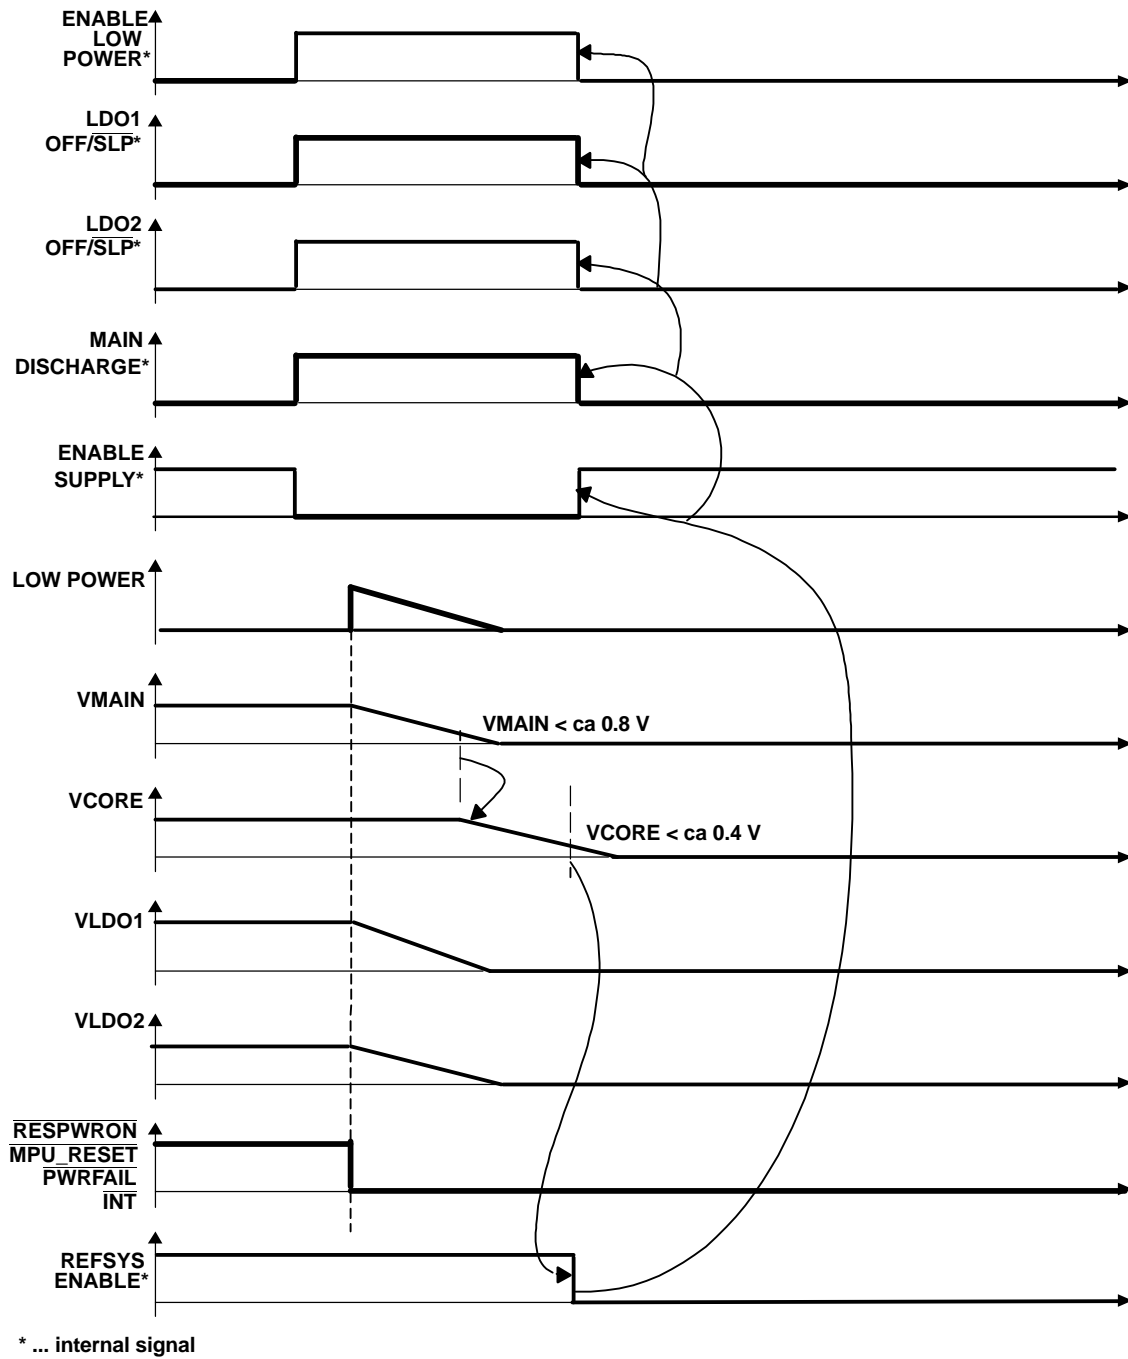 ENABLE
LOW
POWER*
LDO1
OFF/SLP*
LDO2
OFF/SLP*
MAIN
DISCHARGE*
ENABLE
SUPPLY*
LOW POWER
VMAIN
VMAIN < ca 0.8 V
VCORE
VCORE < ca 0.4 V
VLDO1
VLDO2
RESPWRON
MPU_RESET
PWRFAIL
INT
REFSYS
ENABLE*
* ... internal signal